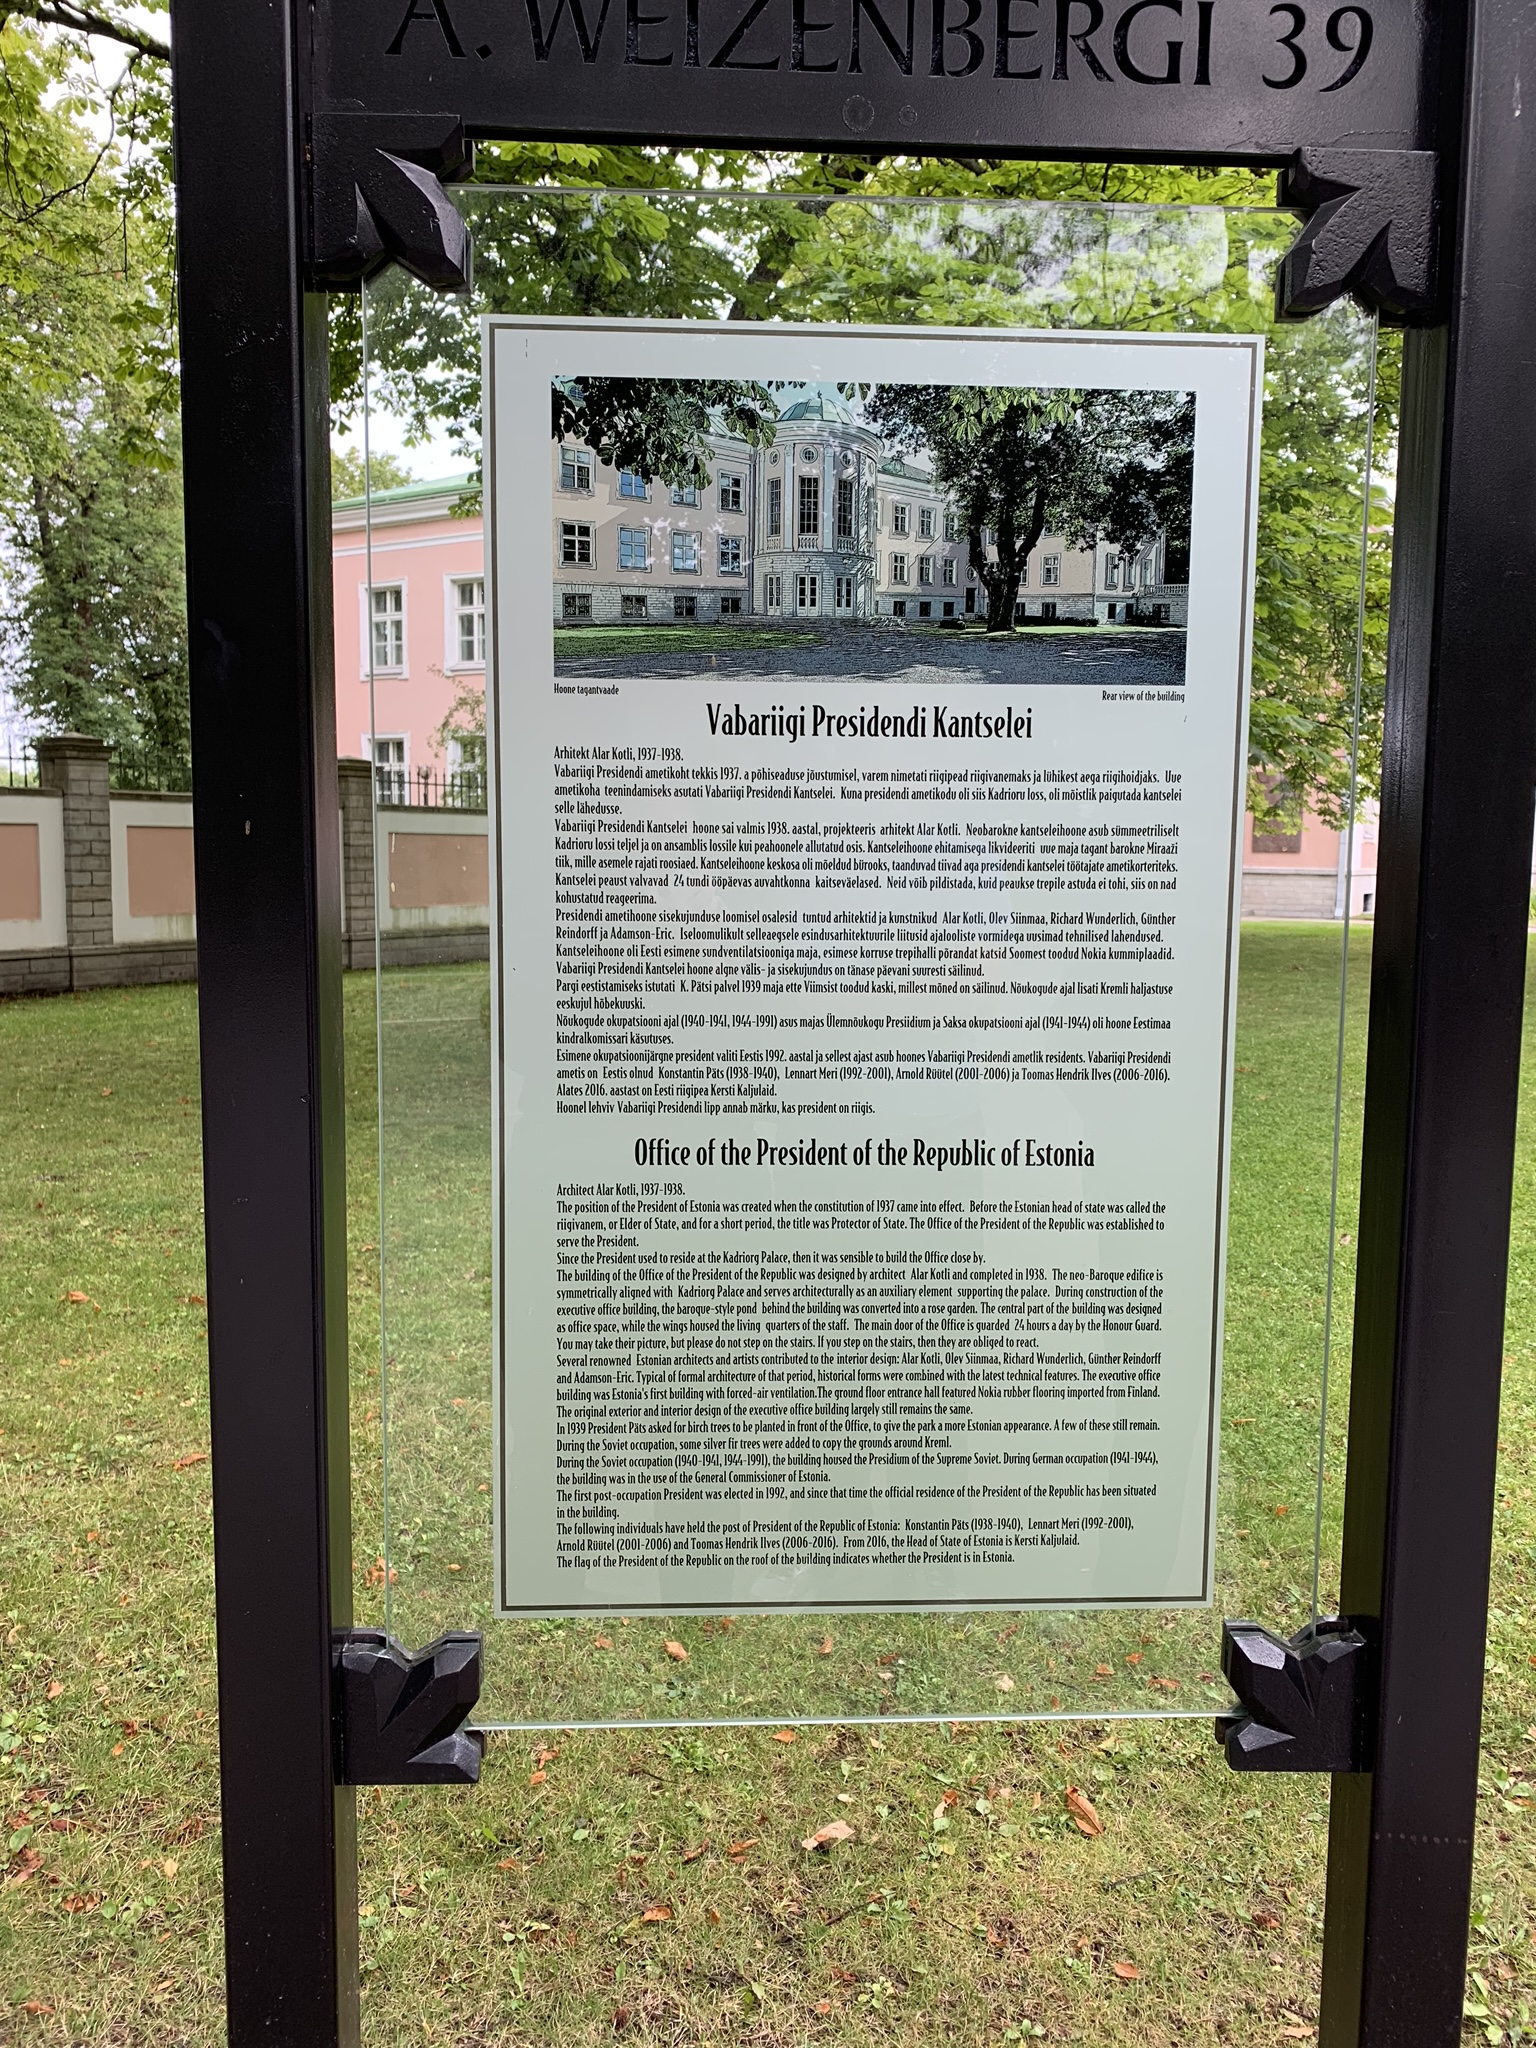 A. WEIZENBERGI 39
Hoone tagantvaade
Rear view of the building
Vabariigi Presidendi Kantselei
Arhitekt Alar Kotli, 1937-1938.
Vabariigi Presidendi ametikoht tekkis 1937. a põhiseaduse jõustumisel, varem nimetati riigipead riigivanemaks ja lühikest aega riigihoidjaks. Uue
ametikoha teenindamiseks asutati Vabariigi Presidendi Kantselei. Kuna presidendi ametikodu oli siis Kadrioru loss, oli mõistlik paigutada kantselei
selle lähedusse.
Vabariigi Presidendi Kantselei hoone sai valmis 1938. aastal, projekteeris arhitekt Alar Kotli. Neobarokne kantseleihoone asub sümmeetriliselt
Kadrioru lossi teljel ja on ansamblis lossile kui peahoonele allutatud osis. Kantseleihoone ehitamisega likvideeriti uue maja tagant barokne Miraaži
tiik, mille asemele rajati roosiaed. Kantseleihoone keskosa oli mõeldud bürooks, taanduvad tiivad aga presidendi kantselei töötajate ametikorteriteks.
Kantselei peaust valvavad 24 tundi ööpäevas auvahtkonna kaitseväelased. Neid võib pildistada, kuid peaukse trepile astuda ei tohi, siis on nad
kohustatud reageerima.
Presidendi ametihoone sisekujunduse loomisel osalesid tuntud arhitektid ja kunstnikud Alar Kotli, Olev Siinmaa, Richard Wunderlich, Günther
Reindorff ja Adamson-Eric. Iseloomulikult selleaegsele esindusarhitektuurile liitusid ajalooliste vormidega uusimad tehnilised lahendused.
Kantseleihoone oli Eesti esimene sundventilatsiooniga maja, esimese korruse trepihalli põrandat katsid Soomest toodud Nokia kummiplaadid.
Vabariigi Presidendi Kantselei hoone algne välis- ja sisekujundus on tänase päevani suuresti säilinud.
Pargi eestistamiseks istutati K. Pätsi palvel 1939 maja ette Viimsist toodud kaski, millest mõned on säilinud. Nõukogude ajal lisati Kremli haljastuse
eeskujul hõbekuuski.
Nõukogude okupatsiooni ajal (1940-1941, 1944-1991) asus majas Ülemnõukogu Presiidium ja Saksa okupatsiooni ajal (1941-1944) oli hoone Eestimaa
kindralkomissari käsutuses.
Esimene okupatsioonijärgne president valiti Eestis 1992. aastal ja sellest ajast asub hoones Vabariigi Presidendi ametlik residents. Vabariigi Presidendi
ametis on Eestis olnud Konstantin Päts (1938-1940), Lennart Meri (1992-2001), Arnold Rüütel (2001-2006) ja Toomas Hendrik Ilves (2006-2016).
Alates 2016. aastast on Eesti riigipea Kersti Kaljulaid.
Hoonel lehviv Vabariigi Presidendi lipp annab märku, kas president on riigis.
Office of the President of the Republic of Estonia
Architect Alar Kotli, 1937-1938.
The position of the President of Estonia was created when the constitution of 1937 came into effect. Before the Estonian head of state was called the
riigivanem, or Elder of State, and for a short period, the title was Protector of State. The Office of the President of the Republic was established to
serve the President.
Since the President used to reside at the Kadriorg Palace, then it was sensible to build the Office close by.
The building of the Office of the President of the Republic was designed by architect Alar Kotli and completed in 1938. The neo-Baroque edifice is
symmetrically aligned with Kadriorg Palace and serves architecturally as an auxiliary element supporting the palace. During construction of the
executive office building, the baroque-style pond behind the building was converted into a rose garden. The central part of the building was designed
as office space, while the wings housed the living quarters of the staff. The main door of the Office is guarded 24 hours a day by the Honour Guard.
You may take their picture, but please do not step on the stairs. If you step on the stairs, then they are obliged to react.
Several renowned Estonian architects and artists contributed to the interior design: Alar Kotli, Olev Siinmaa, Richard Wunderlich, Günther Reindorff
and Adamson-Eric. Typical of formal architecture of that period, historical forms were combined with the latest technical features. The executive office
building was Estonia's first building with forced-air ventilation.The ground floor entrance hall featured Nokia rubber flooring imported from Finland.
The original exterior and interior design of the executive office building largely still remains the same.
In 1939 President Päts asked for birch trees to be planted in front of the Office, to give the park a more Estonian appearance. A few of these still remain.
During the Soviet occupation, some silver fir trees were added to copy the grounds around Kreml.
During the Soviet occupation (1940-1941, 1944-1991), the building housed the Presidium of the Supreme Soviet. During German occupation (1941-1944),
the building was in the use of the General Commissioner of Estonia.
The first post-occupation President was elected in 1992, and since that time the official residence of the President of the Republic has been situated
in the building.
The following individuals have held the post of President of the Republic of Estonia: Konstantin Päts (1938-1940), Lennart Meri (1992-2001),
Arnold Rüütel (2001-2006) and Toomas Hendrik Ilves (2006-2016). From 2016, the Head of State of Estonia is Kersti Kaljulaid.
The flag of the President of the Republic on the roof of the building indicates whether the President is in Estonia.